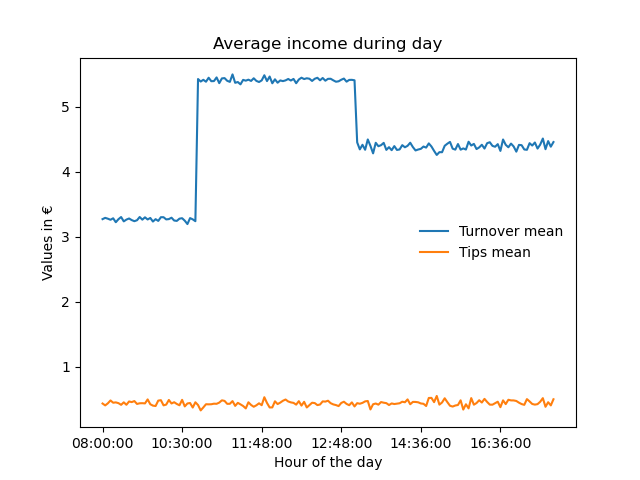 Average income during day
Values in €
5
4
3
2
1
Turnover mean
Tips mean
08:00:00 10:30:00 11:48:00 12:48:00 14:36:00 16:36:00
Hour of the day